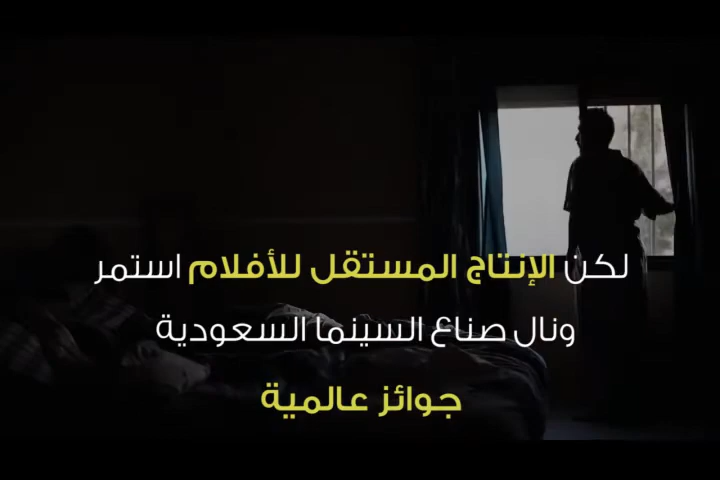 لكن الإنتاج المستقل للأفلام استمر
ونال صناع السينما السعودية
جوائز عالمية